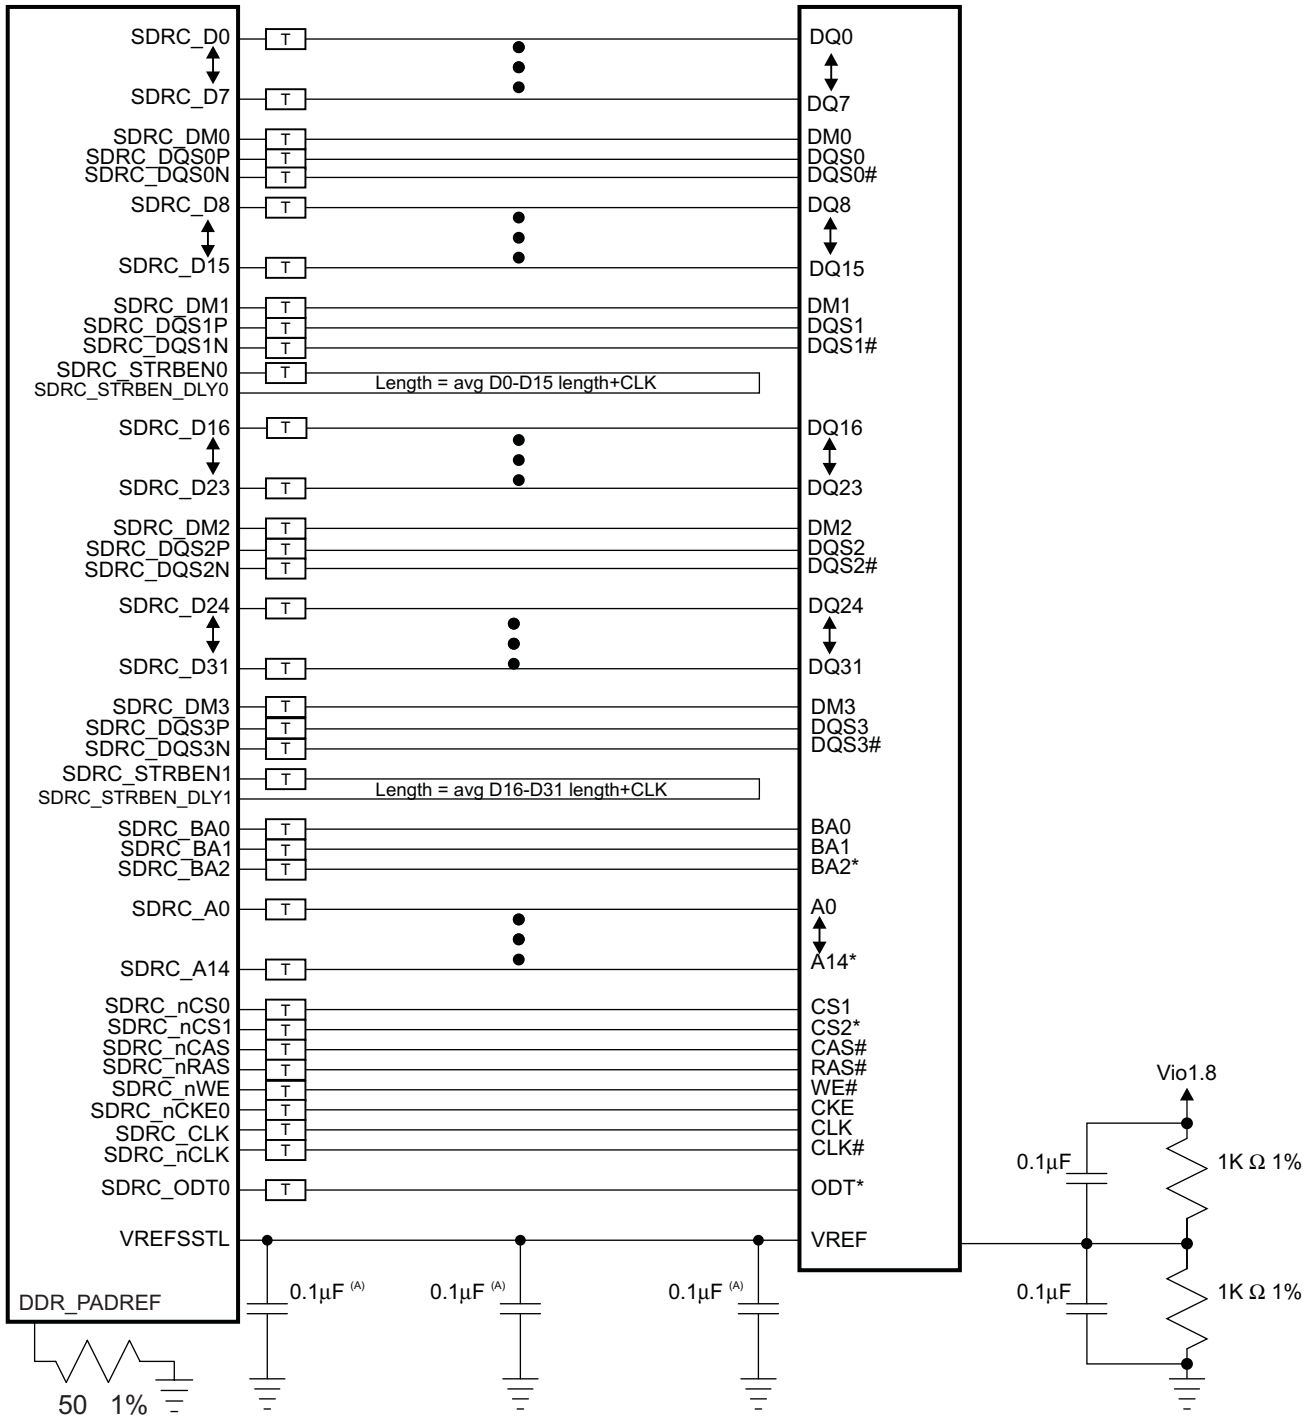 SDRC_D0 T DQ0
SDRC_D7 T DQ7
SDRC_DM0 T DM0
SDRC_DQS0P T DQS0
SDRC_DQS0N T DQS0#
SDRC_D8 T DQ8
SDRC_D15 T DQ15
SDRC_DM1 T DM1
SDRC_DQS1P T DQS1
SDRC_DQS1N T DQS1#
SDRC_STRBEN0 T
SDRC_STRBEN_DLY0 Length = avg D0-D15 length+CLK
SDRC_D16 T DQ16
SDRC_D23 T DQ23
SDRC_DM2 T DM2
SDRC_DQS2P T DQS2
SDRC_DQS2N T DQS2#
SDRC_D24 T DQ24
SDRC_D31 T DQ31
SDRC_DM3 T DM3
SDRC_DQS3P T DQS3
SDRC_DQS3N T DQS3#
SDRC_STRBEN1 T
SDRC_STRBEN_DLY1 Length = avg D16-D31 length+CLK
SDRC_BA0 T BA0
SDRC_BA1 T BA1
SDRC_BA2 T BA2*
SDRC_A0 T A0
SDRC_A14 T A14*
SDRC_nCS0 T CS1
SDRC_nCS1 T CS2*
SDRC_nCAS T CAS#
SDRC_nRAS T RAS#
SDRC_nWE T WE#
SDRC_nCKE0 T CKE
SDRC_CLK T CLK
SDRC_nCLK T CLK#
SDRC_ODT0 T ODT*
VREFSSTL VREF
Vio1.8
0.1µF 1K Ω 1%
0.1µF (A) 0.1µF (A) 0.1µF (A) 0.1µF 1K Ω 1%
DDR_PADREF
50 1%